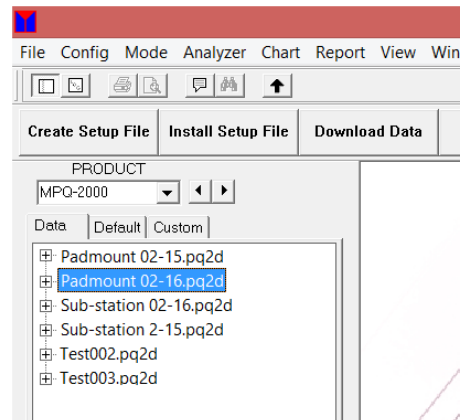 File Config Mode Analyzer Chart Report View Win
Create Setup File Install Setup File Download Data
PRODUCT
MPQ-2000
Data Default Custom
Padmount 02-15.pq2d
Padmount 02-16.pq2d
Sub-station 02-16.pq2d
Sub-station 2-15.pq2d
Test002.pq2d
Test003.pq2d